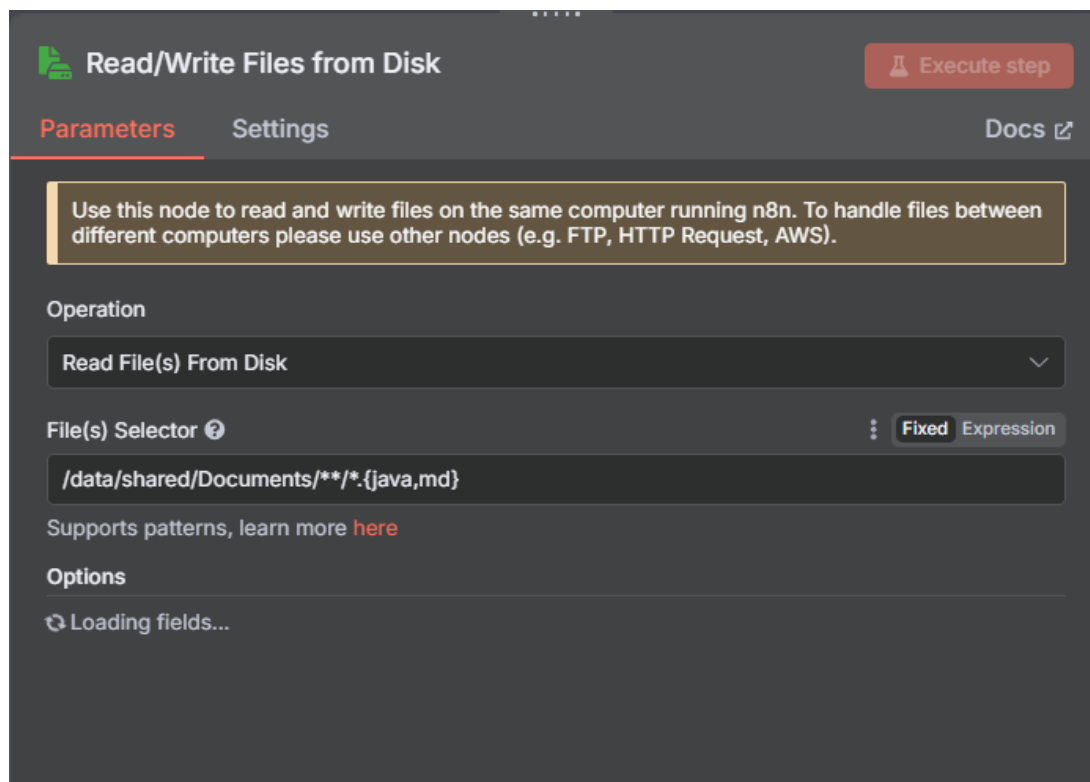 Read/Write Files from Disk
Execute step
Parameters
Settings
Docs
Use this node to read and write files on the same computer running n8n. To handle files between
different computers please use other nodes (e.g. FTP, HTTP Request, AWS).
Operation
Read File(s) From Disk
File(s) Selector
Fixed
Expression
/data/shared/Documents/**/*.{java,md}
Supports patterns, learn more here
Options
Loading fields...